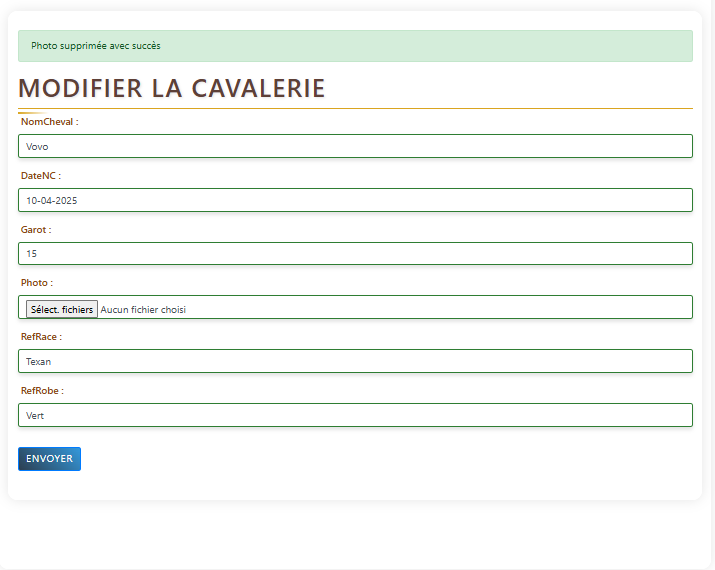 Photo supprimée avec succès
MODIFIER LA CAVALERIE
NomCheval :
Vovo
DateNC :
10-04-2025
Garot :
15
Photo :
Sélect. fichiers Aucun fichier choisi
RefRace :
Texan
RefRobe :
Vert
ENVOYER